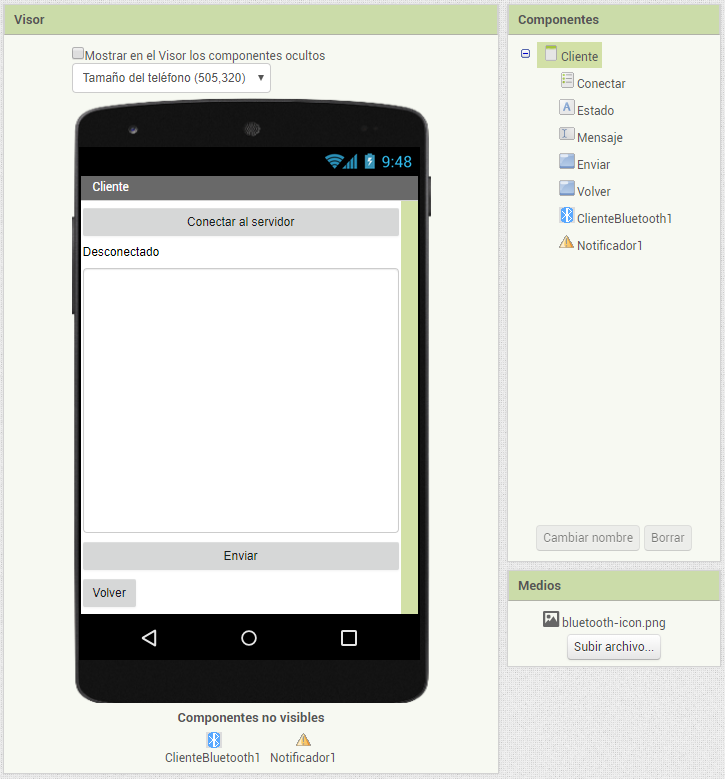 Visor
Mostrar en el Visor los componentes ocultos
Tamaño del teléfono (505,320)
9:48
Cliente
Conectar al servidor
Desconectado
Enviar
Volver
Componentes no visibles
ClienteBluetooth1 Notificador1
Componentes
Cliente
Conectar
A Estado
Mensaje
Enviar
Volver
ClienteBluetooth1
Notificador1
Cambiar nombre Borrar
Medios
bluetooth-icon.png
Subir archivo...